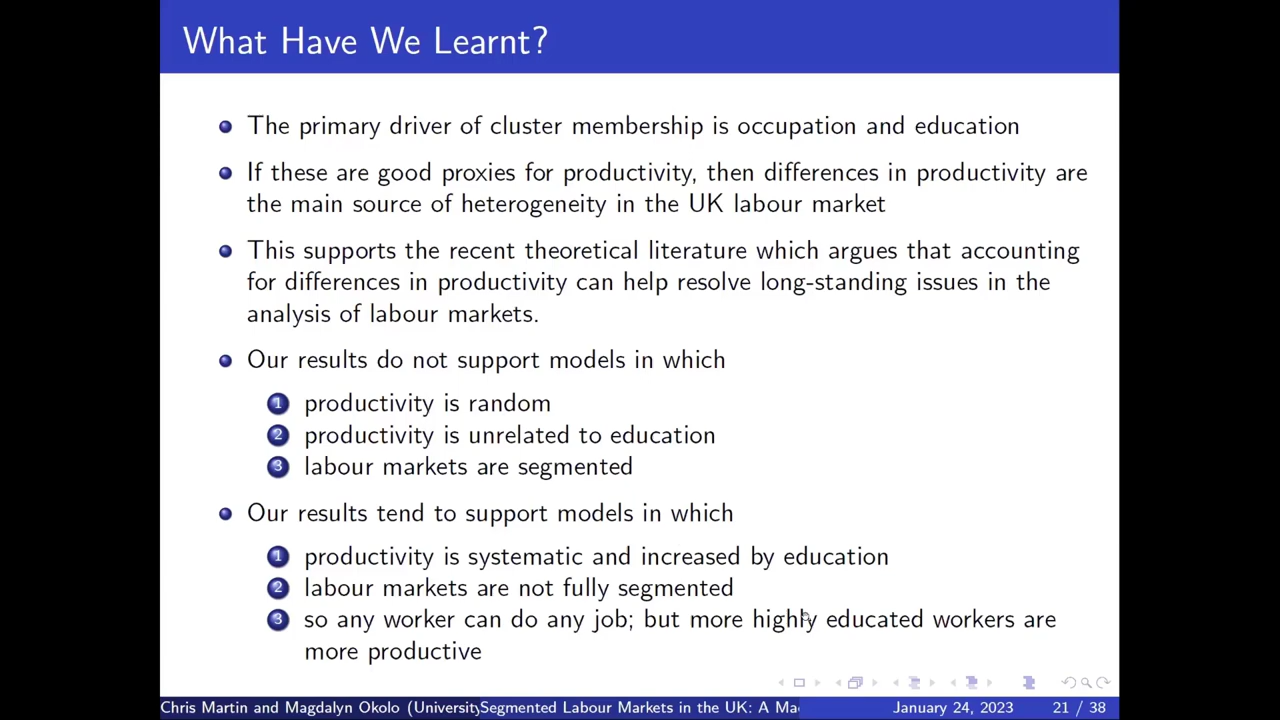 What Have We Learnt?
The primary driver of cluster membership is occupation and education
If these are good proxies for productivity, then differences in productivity are
the main source of heterogeneity in the UK labour market
This supports the recent theoretical literature which argues that accounting
for differences in productivity can help resolve long-standing issues in the
analysis of labour markets.
Our results do not support models in which
1 productivity is random
2 productivity is unrelated to education
3 labour markets are segmented
Our results tend to support models in which
1 productivity is systematic and increased by education
2 labour markets are not fully segmented
3 so any worker can do any job; but more highly educated workers are
more productive
Chris Martin and Magdalyn Okolo (University Segmented Labour Markets in the UK: A Ma January 24, 2023 21 / 38